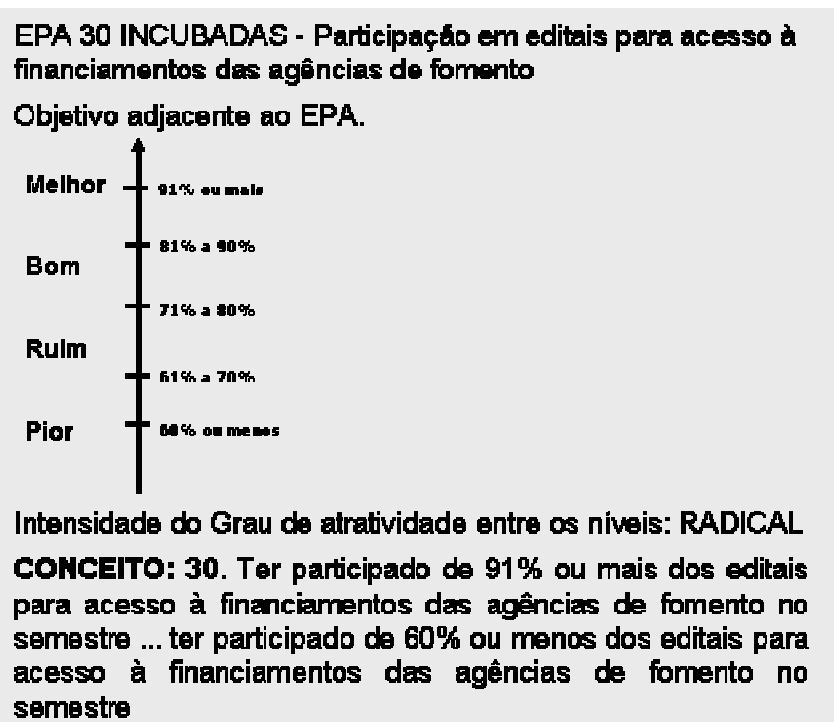 EPA 30 INCUBADAS - Participação em editais para acesso à
financiamentos das agências de fomento
Objetivo adjacente ao EPA.
Melhor
91% ou mais
81% a 90%
Bom
71% a 80%
Ruim
61% a 70%
Pior
60% ou menos
Intensidade do Grau de atratividade entre os níveis: RADICAL
CONCEITO: 30. Ter participado de 91% ou mais dos editais
para acesso à financiamentos das agências de fomento no
semestre ... ter participado de 60% ou menos dos editais para
acesso à financiamentos das agências de fomento no
semestre